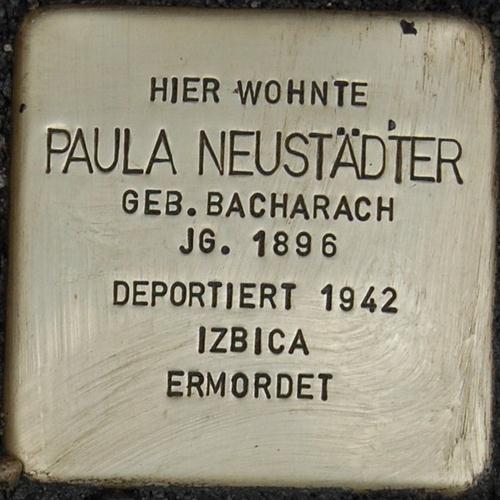 HIER WOHNTE
PAULA NEUSTÄDTER
GEB. BACHARACH
JG. 1896
DEPORTIERT 1942
IZBICA
ERMORDET